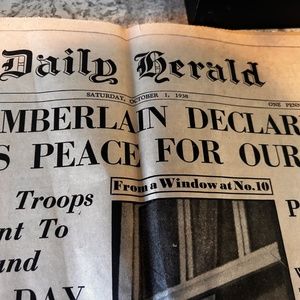 Daily Herald
SATURDAY, OCTOBER 1, 1938
ONE PEN
MBERLAIN DECLAR
S PEACE FOR OUR
From a Window at No. 10
Troops
nt To
and
DAY
P